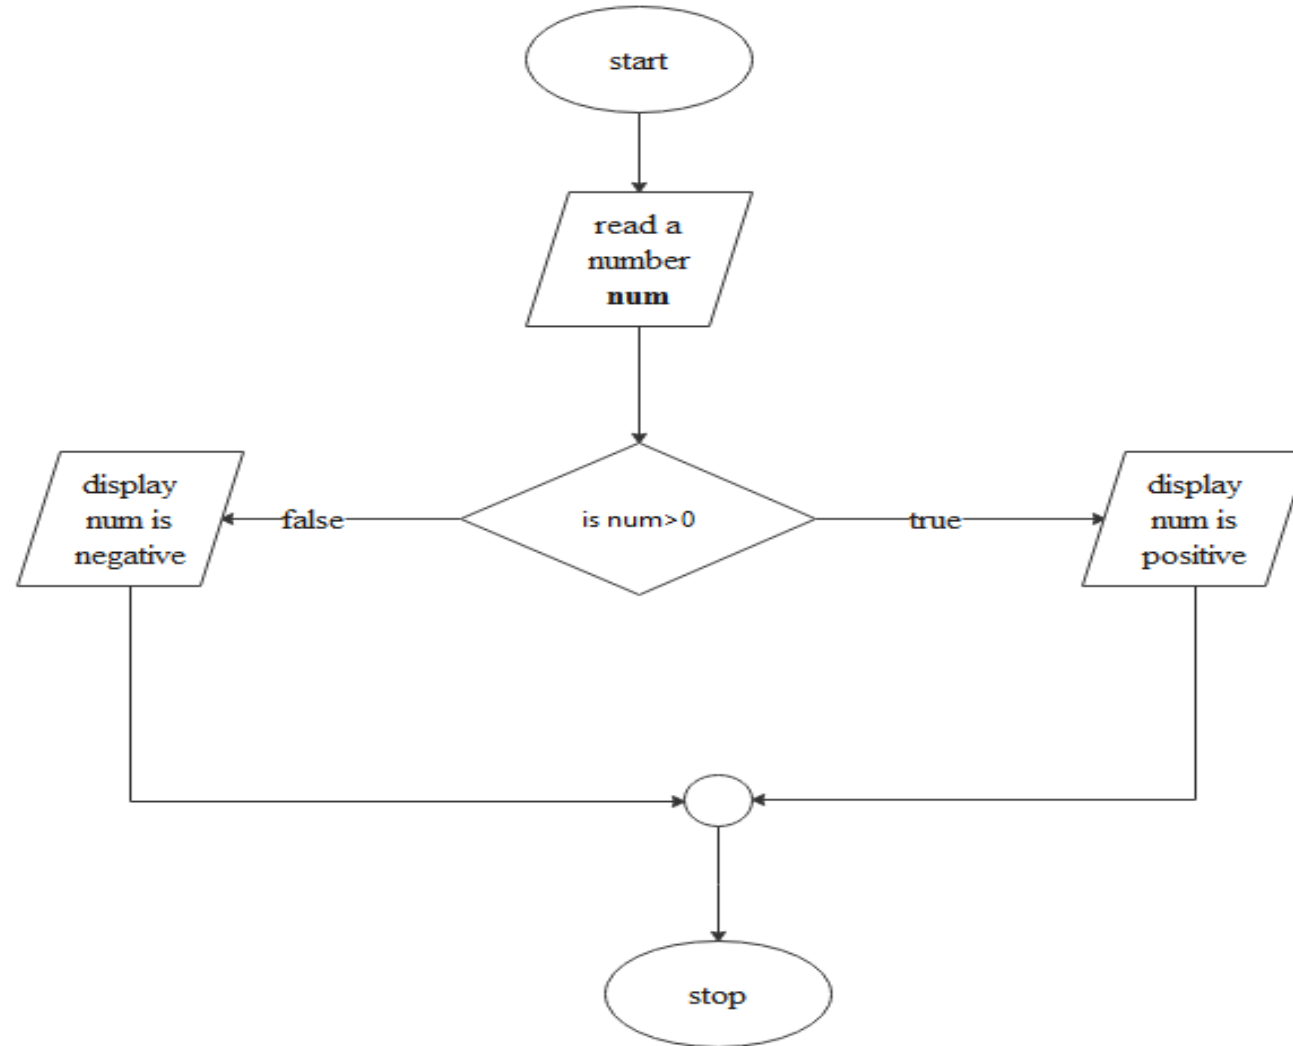 start
read a
number
num
display
num is
negative
false
is num>0
true
display
num is
positive
stop